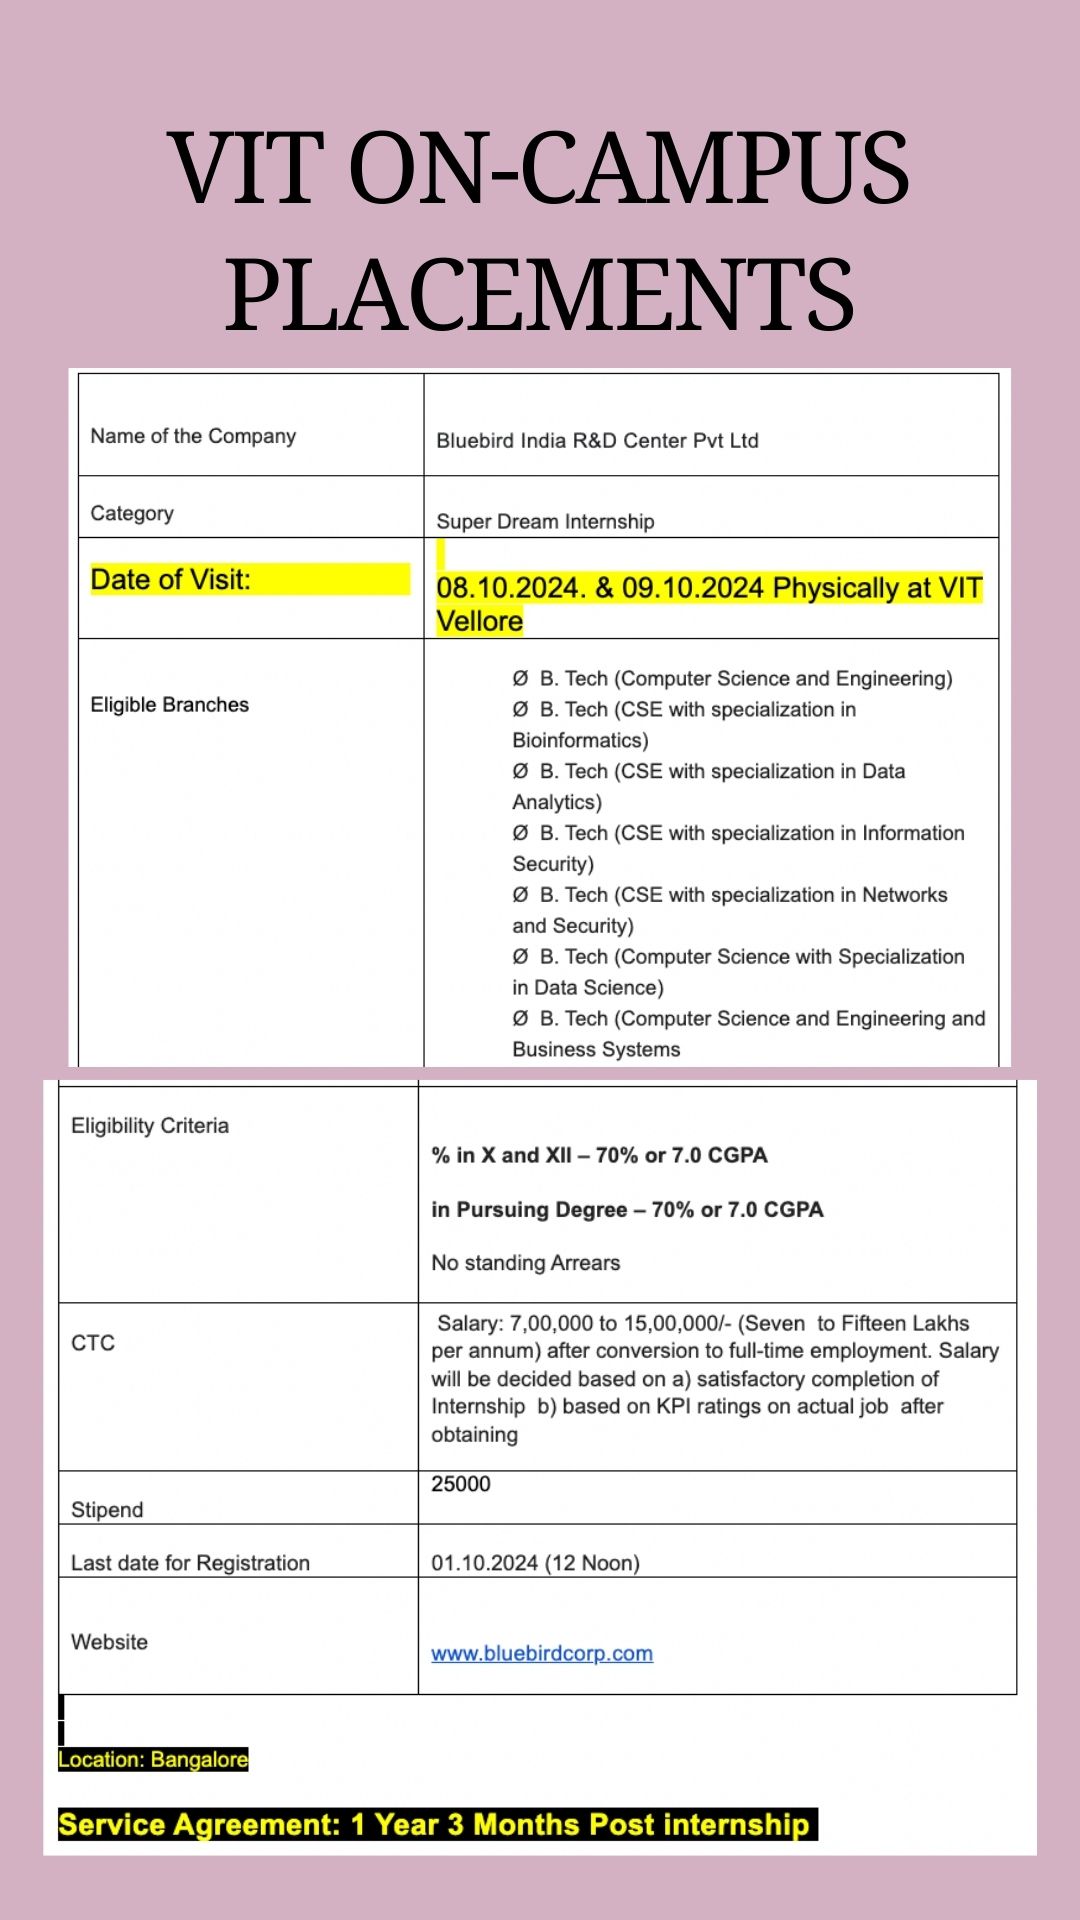 VIT ON-CAMPUS
PLACEMENTS
Name of the Company
Bluebird India R&D Center Pvt Ltd
Category
Super Dream Internship
Date of Visit:
08.10.2024. & 09.10.2024 Physically at VIT
Vellore
Eligible Branches
Ø B. Tech (Computer Science and Engineering)
Ø B. Tech (CSE with specialization in
Bioinformatics)
Ø B. Tech (CSE with specialization in Data
Analytics)
Ø B. Tech (CSE with specialization in Information
Security)
Ø B. Tech (CSE with specialization in Networks
and Security)
Ø B. Tech (Computer Science with Specialization
in Data Science)
Ø B. Tech (Computer Science and Engineering and
Business Systems
Eligibility Criteria
% in X and XII – 70% or 7.0 CGPA
in Pursuing Degree – 70% or 7.0 CGPA
No standing Arrears
CTC
Salary: 7,00,000 to 15,00,000/- (Seven to Fifteen Lakhs
per annum) after conversion to full-time employment. Salary
will be decided based on a) satisfactory completion of
Internship b) based on KPI ratings on actual job after
obtaining
Stipend
25000
Last date for Registration
01.10.2024 (12 Noon)
Website
www.bluebirdcorp.com
Location: Bangalore
Service Agreement: 1 Year 3 Months Post internship